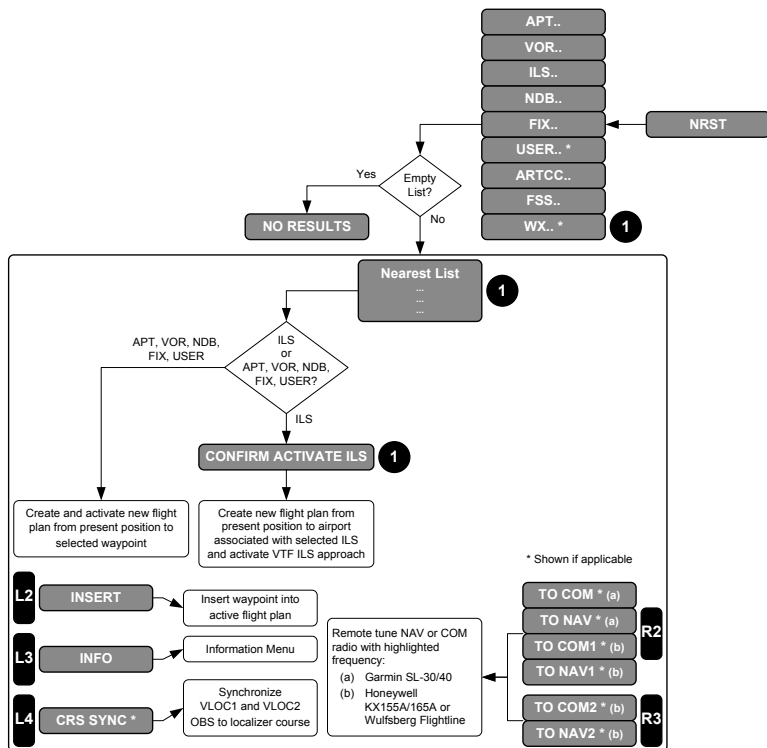 APT..
VOR..
ILS..
NDB..
FIX..
NRST
USER.. *
ARTCC..
FSS..
WX.. *
1
Empty
List?
Yes
No
NO RESULTS
Nearest List
...
...
...
1
ILS
or
APT, VOR, NDB,
FIX, USER?
APT, VOR, NDB,
FIX, USER
ILS
CONFIRM ACTIVATE ILS
1
Create and activate new flight
plan from present position to
selected waypoint
Create new flight plan from
present position to airport
associated with selected ILS
and activate VTF ILS approach
* Shown if applicable
L2
INSERT
Insert waypoint into
active flight plan
L3
INFO
Information Menu
L4
CRS SYNC *
Synchronize
VLOC1 and VLOC2
OBS to localizer course
Remote tune NAV or COM
radio with highlighted
frequency:
(a) Garmin SL-30/40
(b) Honeywell
KX155A/165A or
Wulfsberg Flightline
TO COM * (a)
TO NAV * (a)
TO COM1 * (b)
TO NAV1 * (b)
R2
TO COM2 * (b)
TO NAV2 * (b)
R3